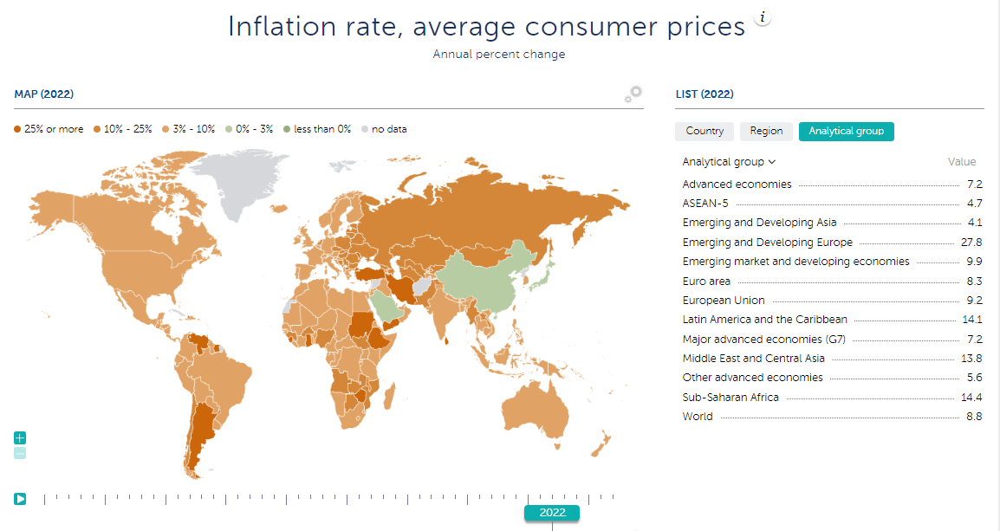 Inflation rate, average consumer prices i
Annual percent change
MAP (2022)
25% or more 10% - 25% 3% - 10% 0% - 3% less than 0% no data
2022
LIST (2022)
Country Region Analytical group
Analytical group Value
Advanced economies 7.2
ASEAN-5 4.7
Emerging and Developing Asia 4.1
Emerging and Developing Europe 27.8
Emerging market and developing economies 9.9
Euro area 8.3
European Union 9.2
Latin America and the Caribbean 14.1
Major advanced economies (G7) 7.2
Middle East and Central Asia 13.8
Other advanced economies 5.6
Sub-Saharan Africa 14.4
World 8.8